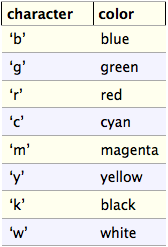 character color
‘b’ blue
‘g’ green
‘r’ red
‘c’ cyan
‘m’ magenta
‘y’ yellow
‘k’ black
‘w’ white